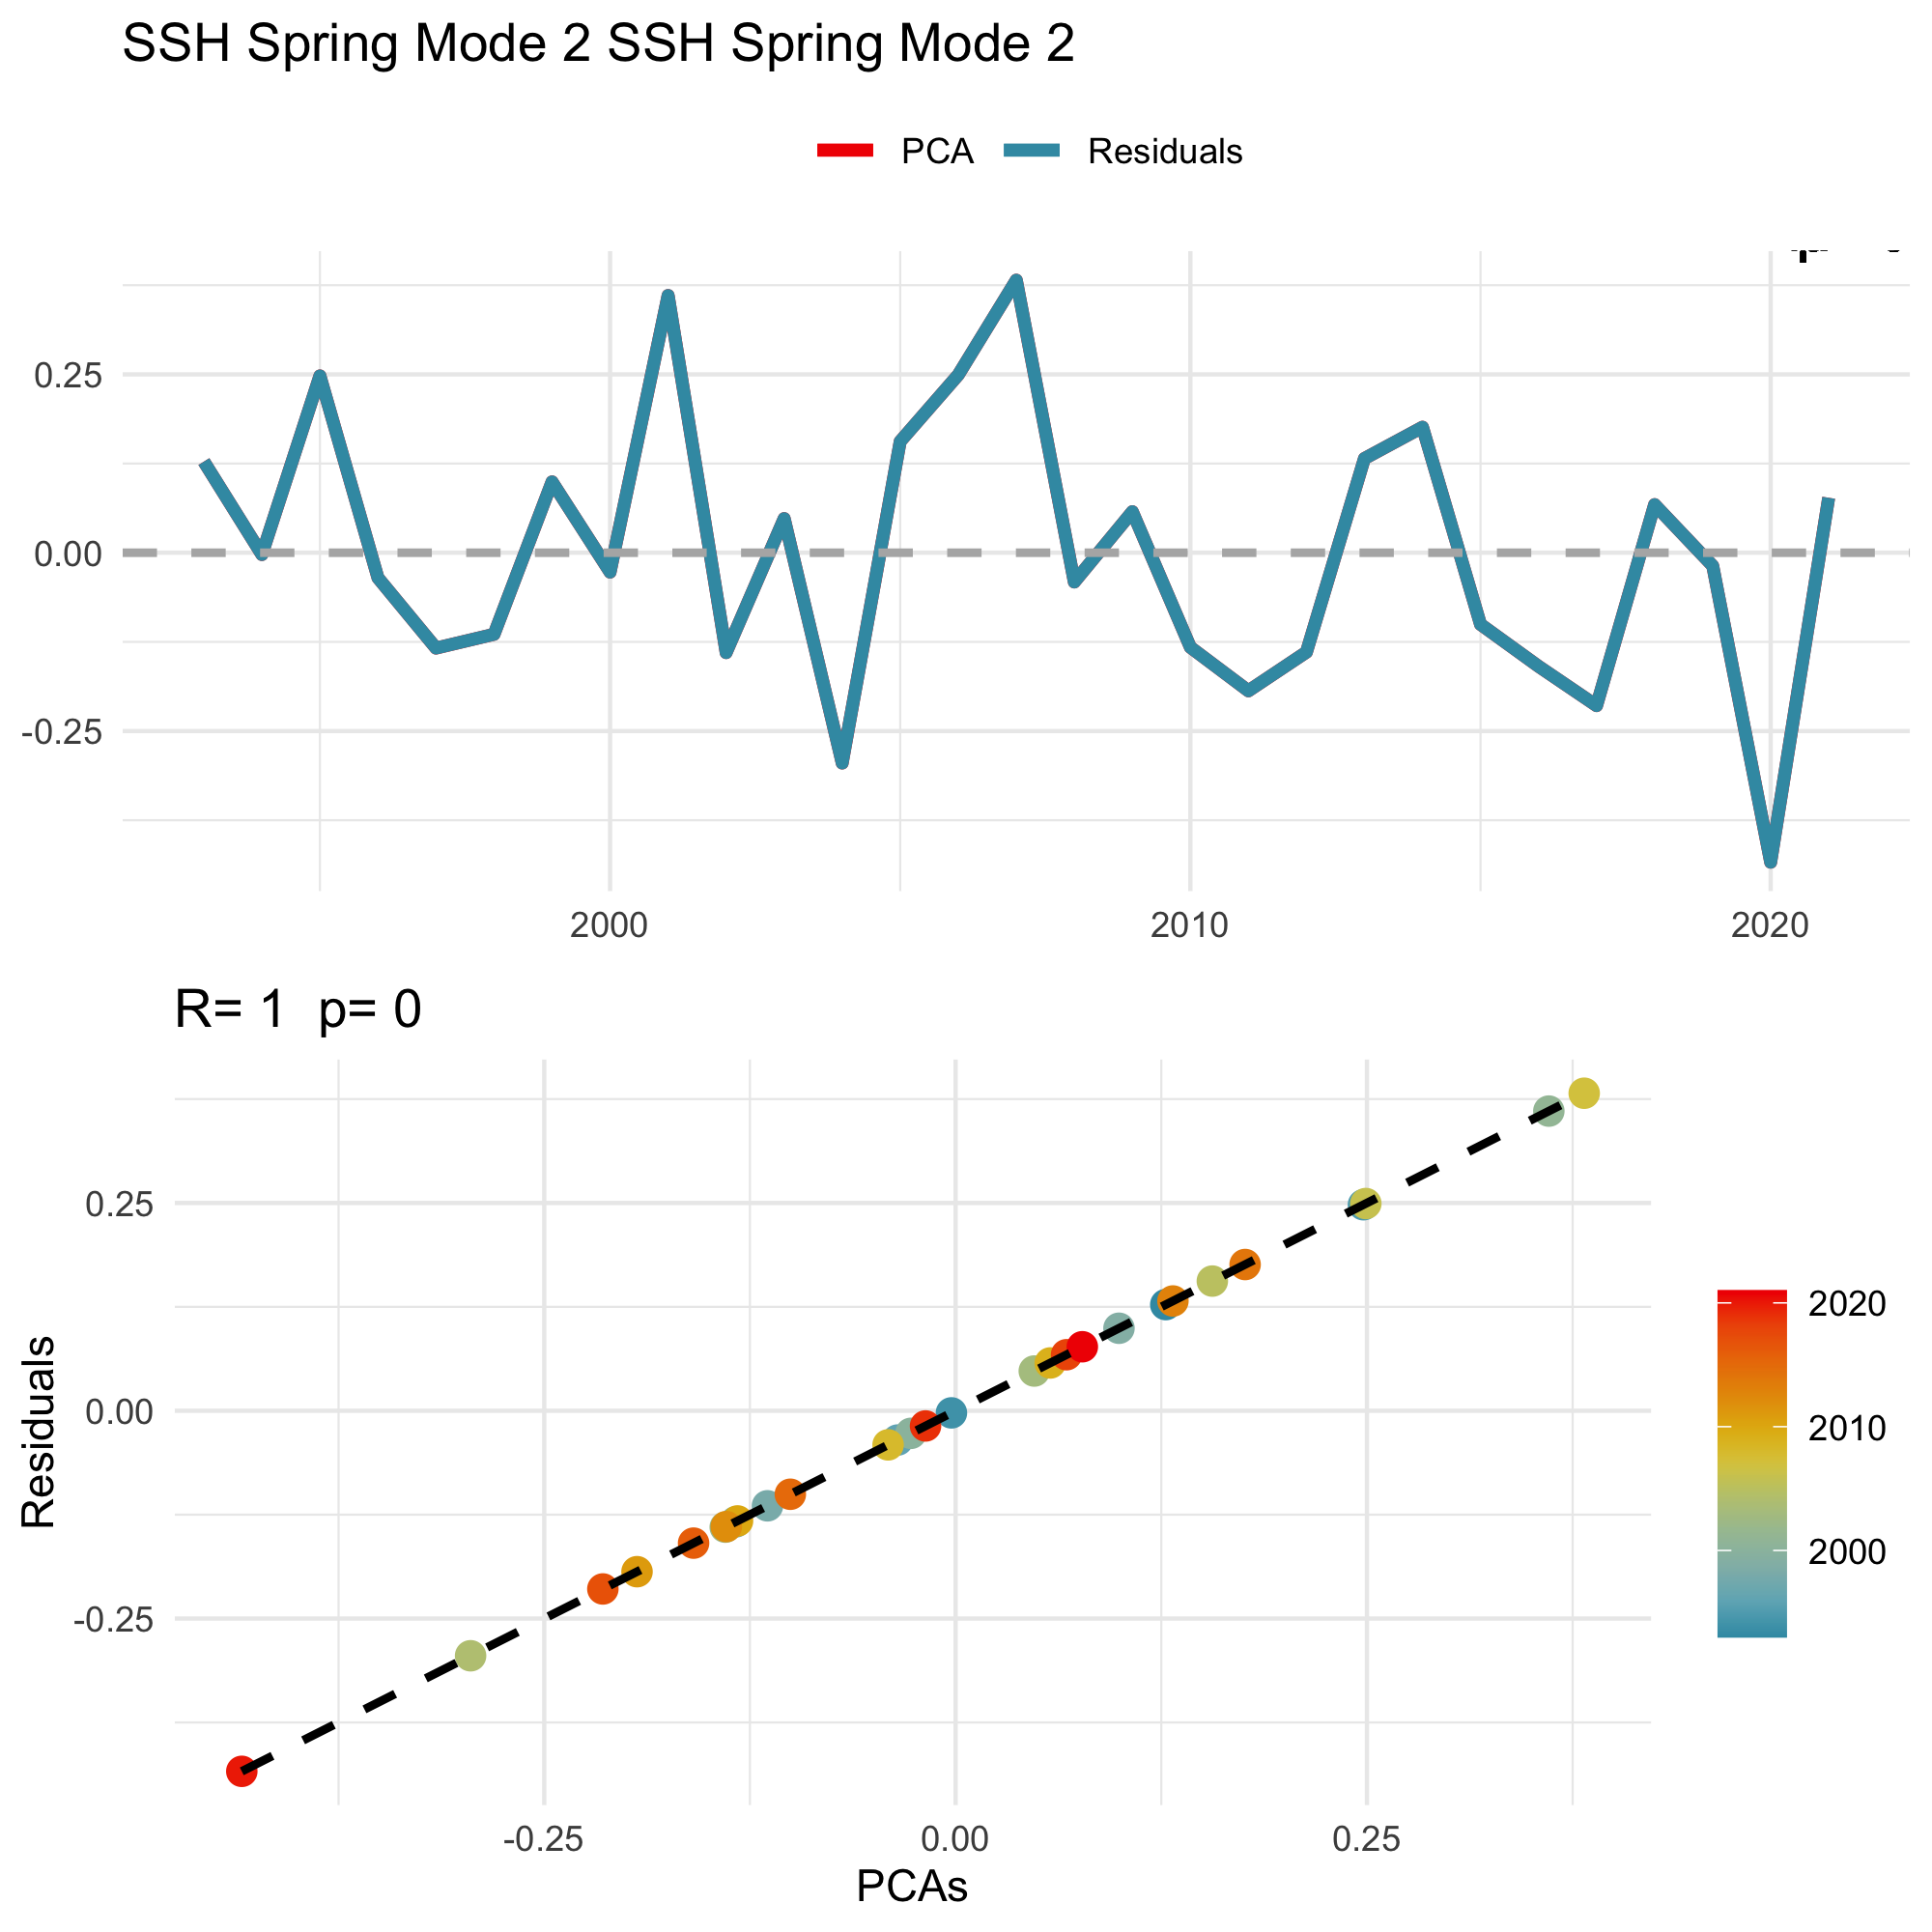 SSH Spring Mode 2 SSH Spring Mode 2
PCA Residuals
0.25
0.00
-0.25
2000 2010 2020
R= 1 p= 0
Residuals
0.25
0.00
-0.25
-0.25 0.00 0.25
PCAs
2020
2010
2000